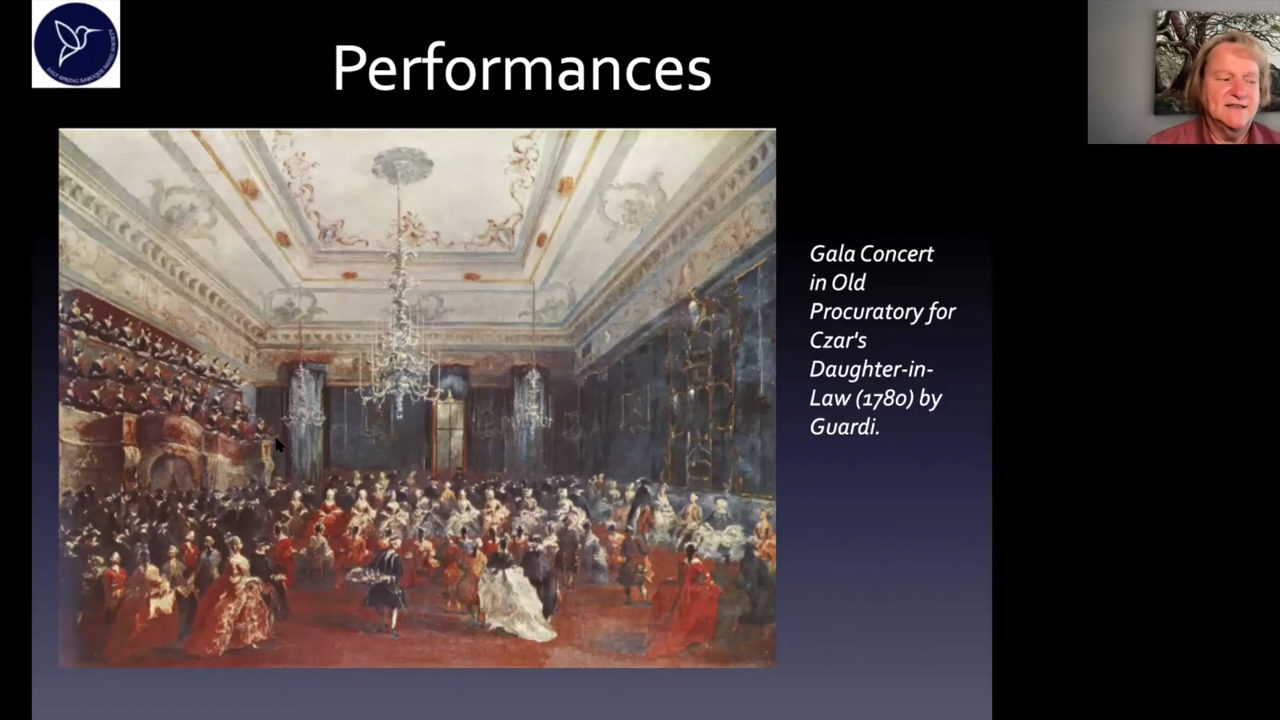 Performances
Gala Concert
in Old
Procuratory for
Czar's
Daughter-in-
Law (1780) by
Guardi.